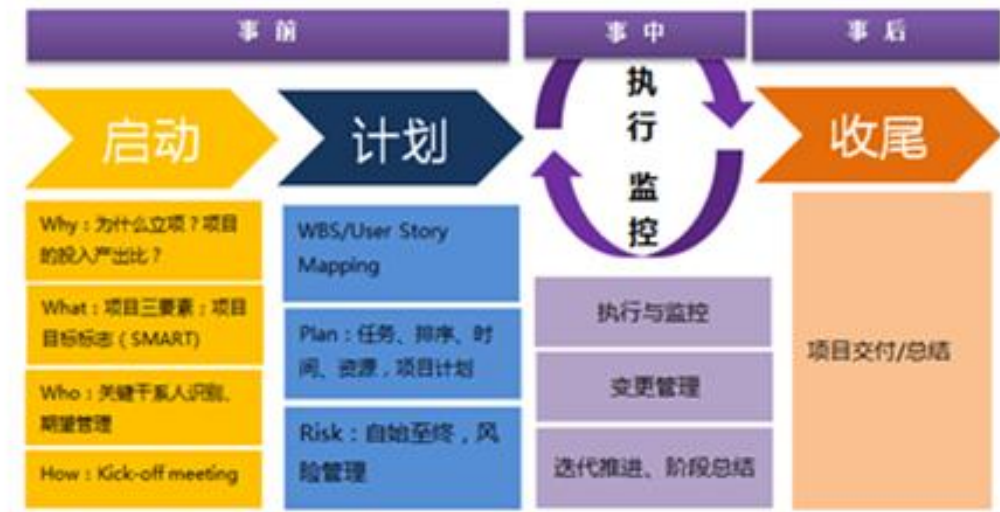 事前
事中
事后
启动
计划
执行
监控
收尾
Why：为什么立项？项目
的投入产出比？
What：项目三要素；项目
目标标志（SMART)
Who：关键干系人识别、
期望管理
How：Kick-off meeting
WBS/User Story
Mapping
Plan：任务、排序、时
间、资源，项目计划
Risk：自始至终，风
险管理
执行与监控
变更管理
迭代推进、阶段总结
项目交付/总结